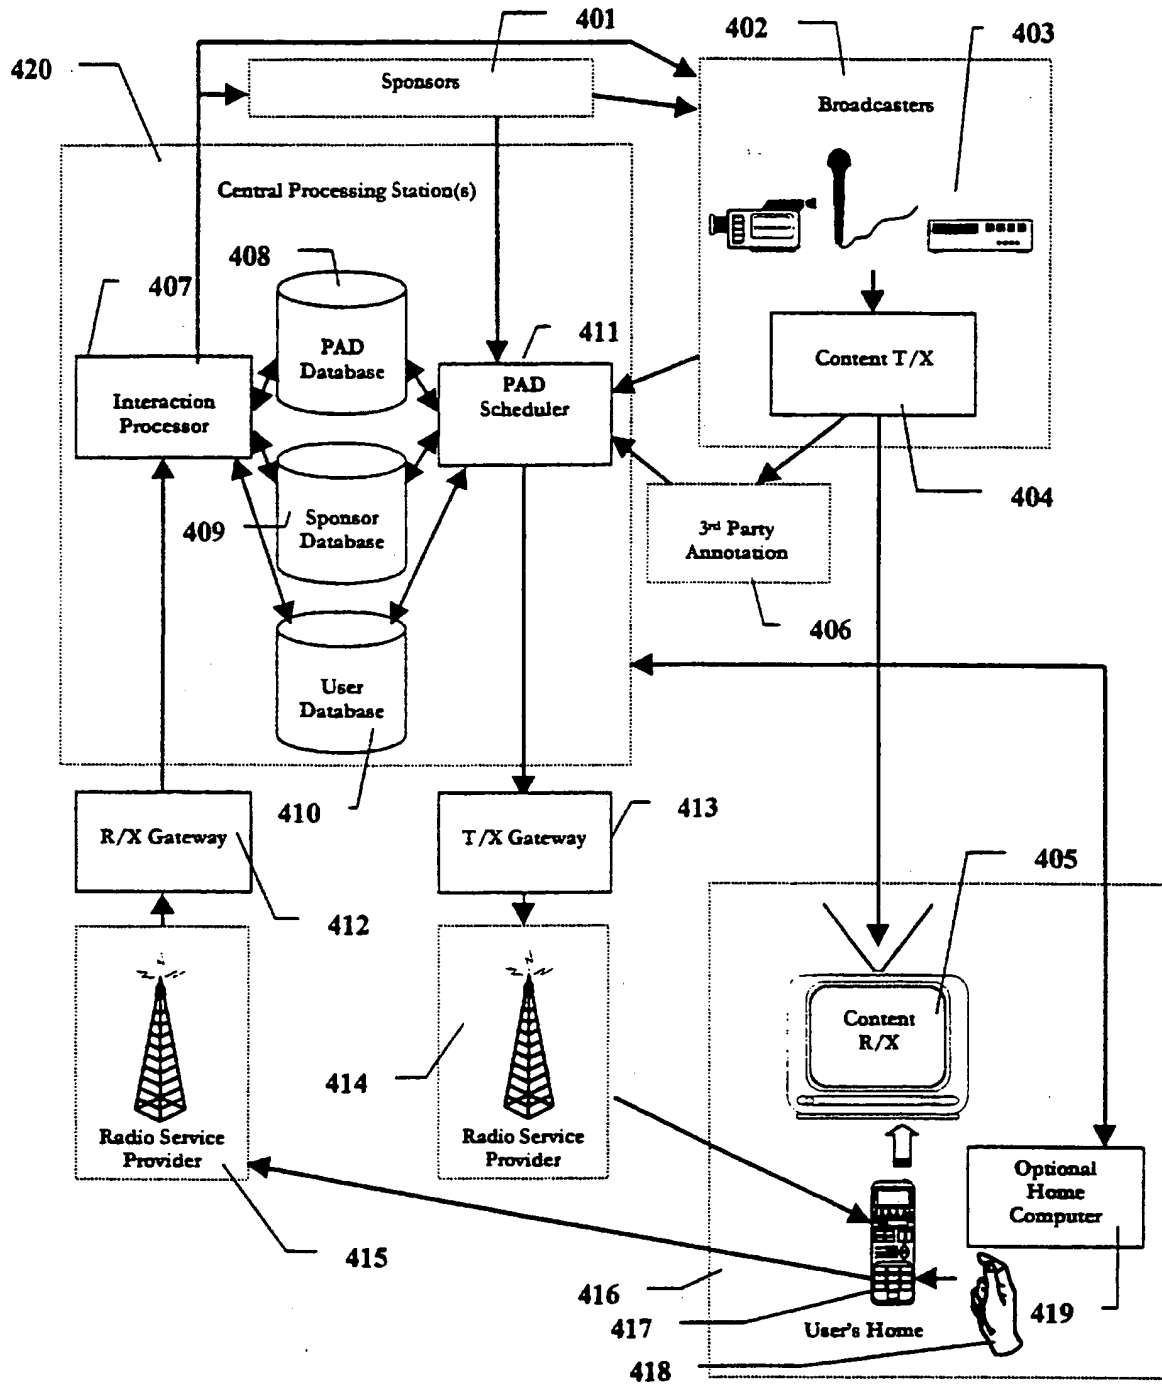 401
402
403
420
Sponsors
Broadcasters
Central Processing Station(s)
408
407
411
PAD
Database
PAD
Scheduler
Content T/X
Interaction
Processor
404
409
Sponsor
Database
3rd Party
Annotation
406
User
Database
410
413
R/X Gateway
T/X Gateway
405
412
Content
R/X
414
Radio Service
Provider
Radio Service
Provider
Optional
Home
Computer
415
416
419
417
User's Home
418